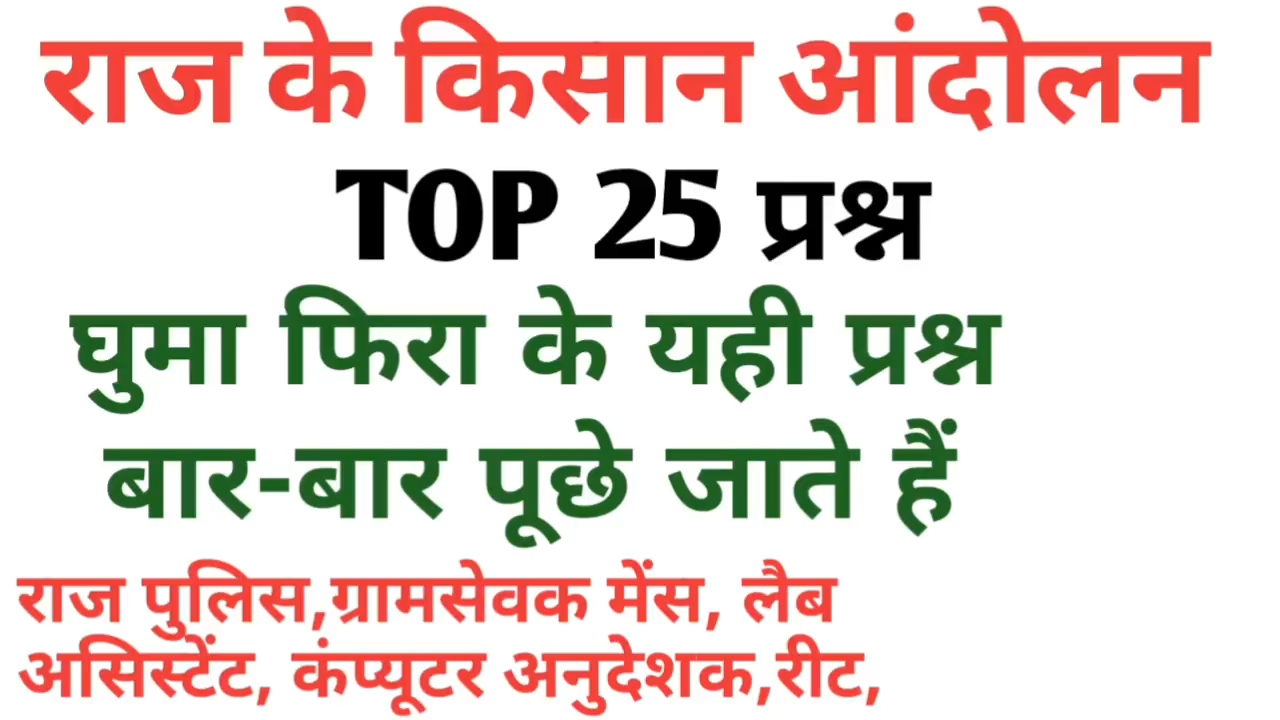 राज के किसान आंदोलन
TOP 25 प्रश्न
घुमा फिरा के यही प्रश्न
बार-बार पूछे जाते हैं
राज पुलिस,ग्रामसेवक मेंस, लैब
असिस्टेंट, कंप्यूटर अनुदेशक,रीट,